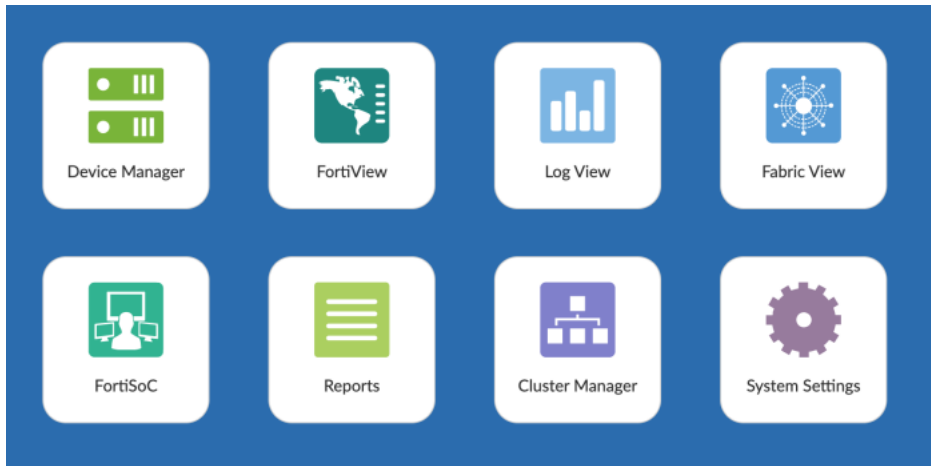 Device Manager
FortiView
Log View
Fabric View
FortiSoC
Reports
Cluster Manager
System Settings